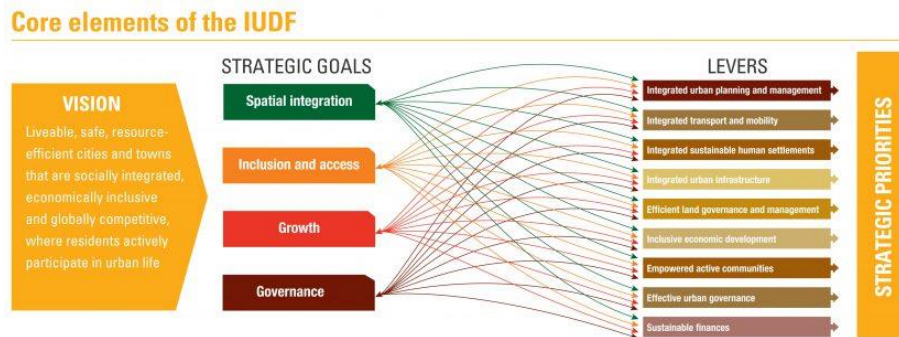 Core elements of the IUDF
VISION
Liveable, safe, resource-
efficient cities and towns
that are socially integrated,
economically inclusive
and globally competitive,
where residents actively
participate in urban life
STRATEGIC GOALS
Spatial integration
Inclusion and access
Growth
Governance
LEVERS
Integrated urban planning and management
Integrated transport and mobility
Integrated sustainable human settlements
Integrated urban infrastructure
Efficient land governance and management
Inclusive economic development
Empowered active communities
Effective urban governance
Sustainable finances
STRATEGIC PRIORITIES